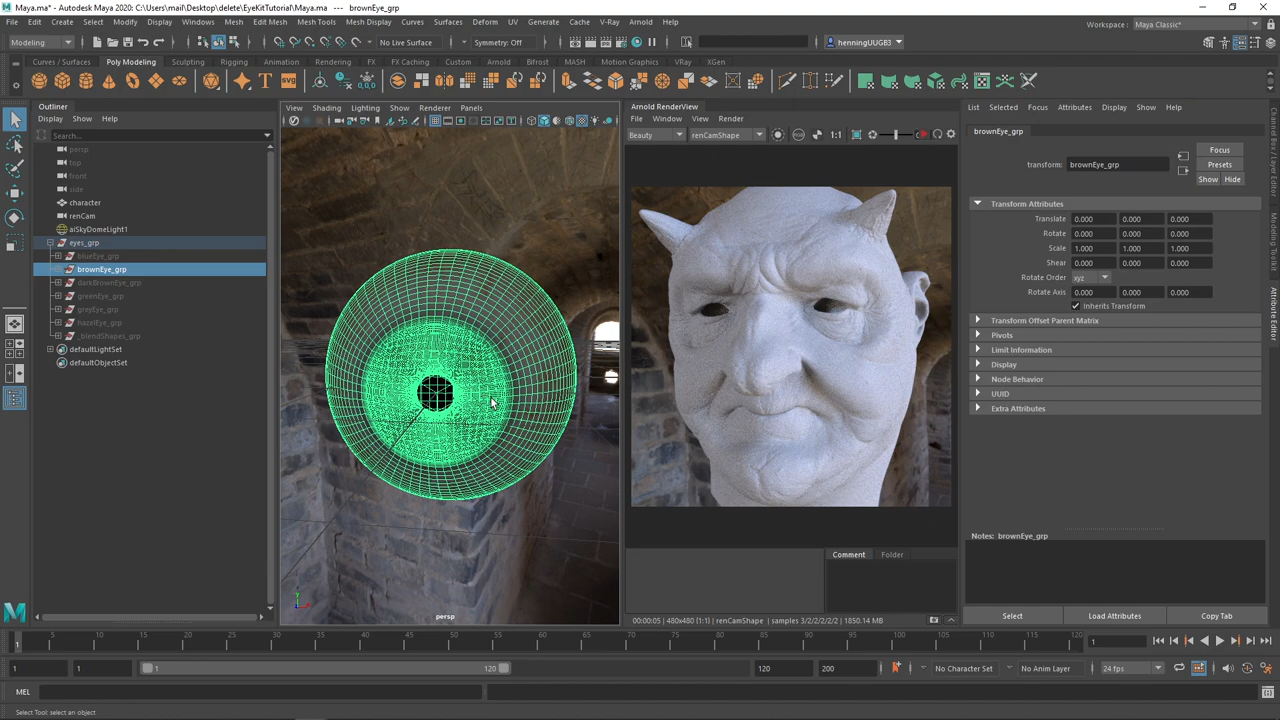 Maya.ma* - Autodesk Maya 2020: C:\Users\mail\Desktop\delete\EyeKitTutorial\Maya.ma --- brownEye_grp
File Edit Create Select Modify Display Windows Mesh Edit Mesh Mesh Tools Mesh Display Curves Surfaces Deform UV Generate Cache V-Ray Arnold Help
Workspace : Maya Classic*
Modeling No Live Surface Symmetry: Off henningUUGB3
Curves / Surfaces Poly Modeling Sculpting Rigging Animation Rendering FX FX Caching Custom Arnold Bifrost MASH Motion Graphics VRay XGen
Outliner
Display Show Help
Search...
persp
top
front
side
character
renCam
aiSkyDomeLight1
eyes_grp
blueEye_grp
brownEye_grp
darkBrownEye_grp
greenEye_grp
greyEye_grp
hazelEye_grp
_blendShapes_grp
defaultLightSet
defaultObjectSet
View Shading Lighting Show Renderer Panels
persp
Arnold RenderView
File Window View Render
Beauty renCamShape 1:1
Comment Folder
00:00:05 | 480x480 (1:1) | renCamShape | samples 3/2/2/2/2/2 | 1850.14 MB
List Selected Focus Attributes Display Show Help
brownEye_grp
transform: brownEye_grp
Focus
Presets
Show Hide
Transform Attributes
Translate 0.000 0.000 0.000
Rotate 0.000 0.000 0.000
Scale 1.000 1.000 1.000
Shear 0.000 0.000 0.000
Rotate Order xyz
Rotate Axis 0.000 0.000 0.000
Inherits Transform
Transform Offset Parent Matrix
Pivots
Limit Information
Display
Node Behavior
UUID
Extra Attributes
Notes: brownEye_grp
Select Load Attributes Copy Tab
Channel Box / Layer Editor
Modeling Toolkit
Attribute Editor
5 10 15 20 25 30 35 40 45 50 55 60 65 70 75 80 85 90 95 100 105 110 115 120
1
1 1 1 120 120 200 No Character Set No Anim Layer 24 fps
MEL
Select Tool: select an object